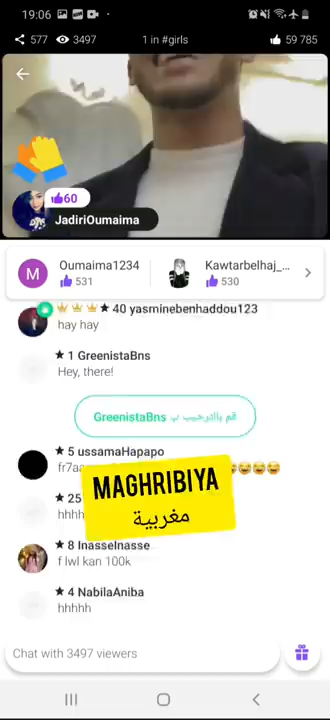 19:06
577 3497 1 in #girls 59 785
60
JadiriOumaima
M Oumaima1234 531
Kawtarbelhaj_... 530
40 yasminebenhaddou123
hay hay
1 GreenistaBns
Hey, there!
قم بالترحيب ب GreenistaBns
5 ussamaHapapo
25
hhhh
MAGHRIBIYA
مغربية
8 InasseInasse
f lwl kan 100k
4 NabilaAniba
hhhhh
Chat with 3497 viewers